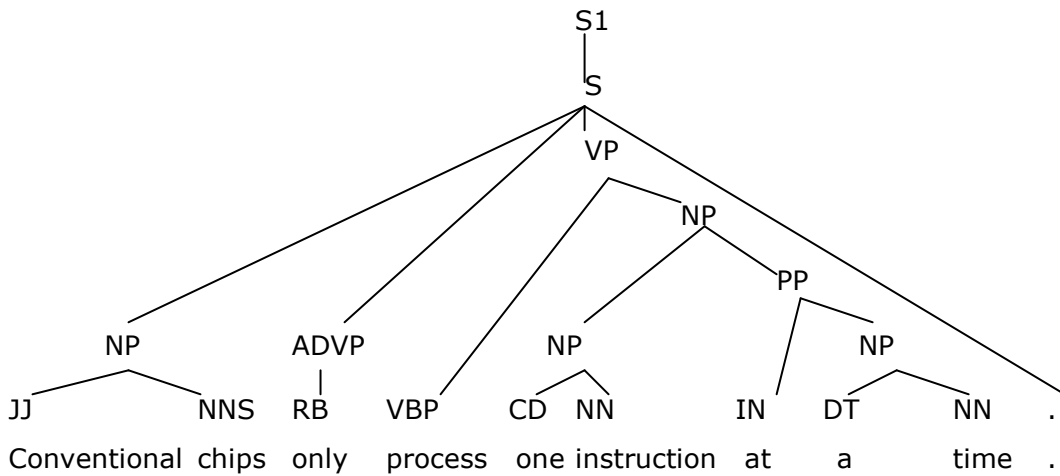 S1
S
VP
NP
PP
NP ADVP NP NP
JJ NNS RB VBP CD NN IN DT NN .
Conventional chips only process one instruction at a time .